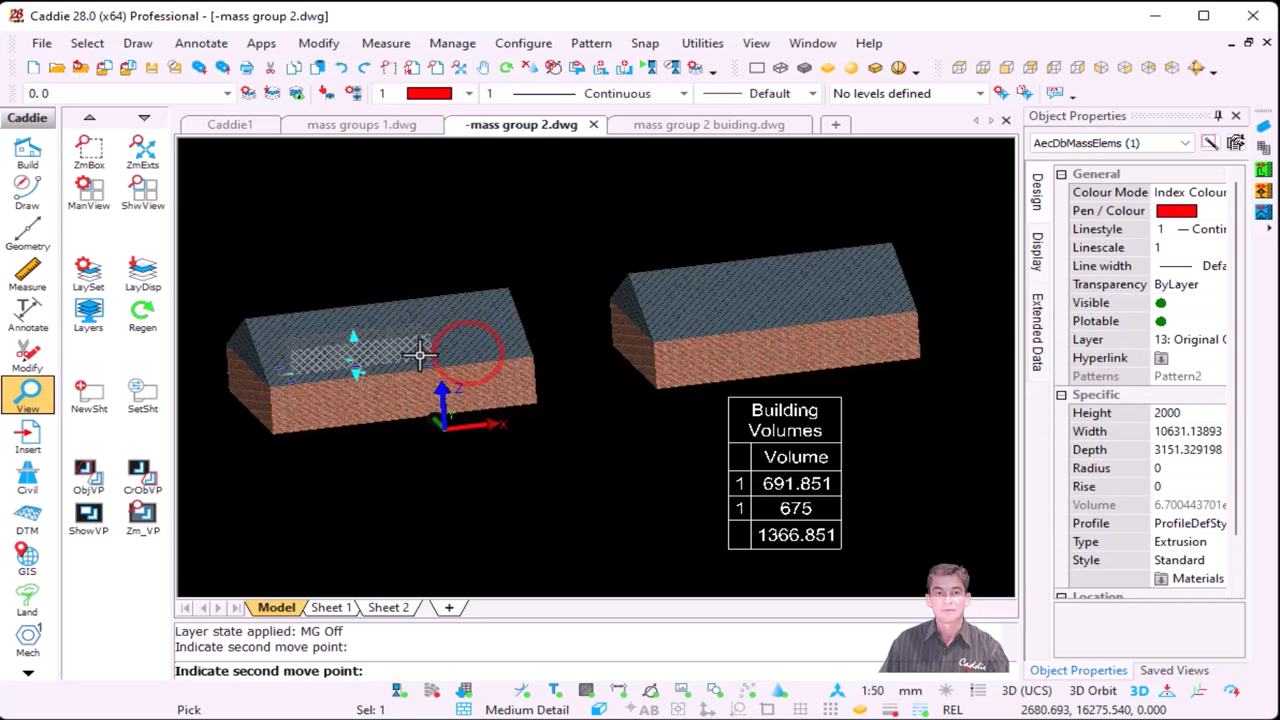 Caddie 28.0 (x64) Professional - [-mass group 2.dwg]
File Select Draw Annotate Apps Modify Measure Manage Configure Pattern Snap Utilities View Window Help
0. 0 1 1 Continuous Default No levels defined
Caddie
Build
Draw
Geometry
Measure
Annotate
Modify
View
Insert
Civil
DTM
GIS
Land
Mech
ZmBox ZmExts
ManView ShwView
LaySet LayDisp
Layers Regen
NewSht SetSht
ObjVP CrObVP
ShowVP Zm_VP
Caddie1 mass groups 1.dwg -mass group 2.dwg mass group 2 buiding.dwg
Z
Y
X
Building
Volumes
Volume
1 691.851
1 675
1366.851
Caddie
Model Sheet 1 Sheet 2
Layer state applied: MG Off
Indicate second move point:
Indicate second move point:
Object Properties
AecDbMassElems (1)
Design
Display
Extended Data
General
Colour Mode Index Colour
Pen / Colour
Linestyle 1 Contin
Linescale 1
Line width Defa
Transparency ByLayer
Visible
Plotable
Layer 13: Original C
Hyperlink
Patterns Pattern2
Specific
Height 2000
Width 10631.13893
Depth 3151.329198
Radius 0
Rise 0
Volume 6.700443701e
Profile ProfileDefSty
Type Extrusion
Style Standard
Materials
Location
Object Properties Saved Views
1:50 mm 3D (UCS) 3D Orbit 3D
Pick Sel: 1 Medium Detail AB REL 2680.693, 16275.540, 0.000